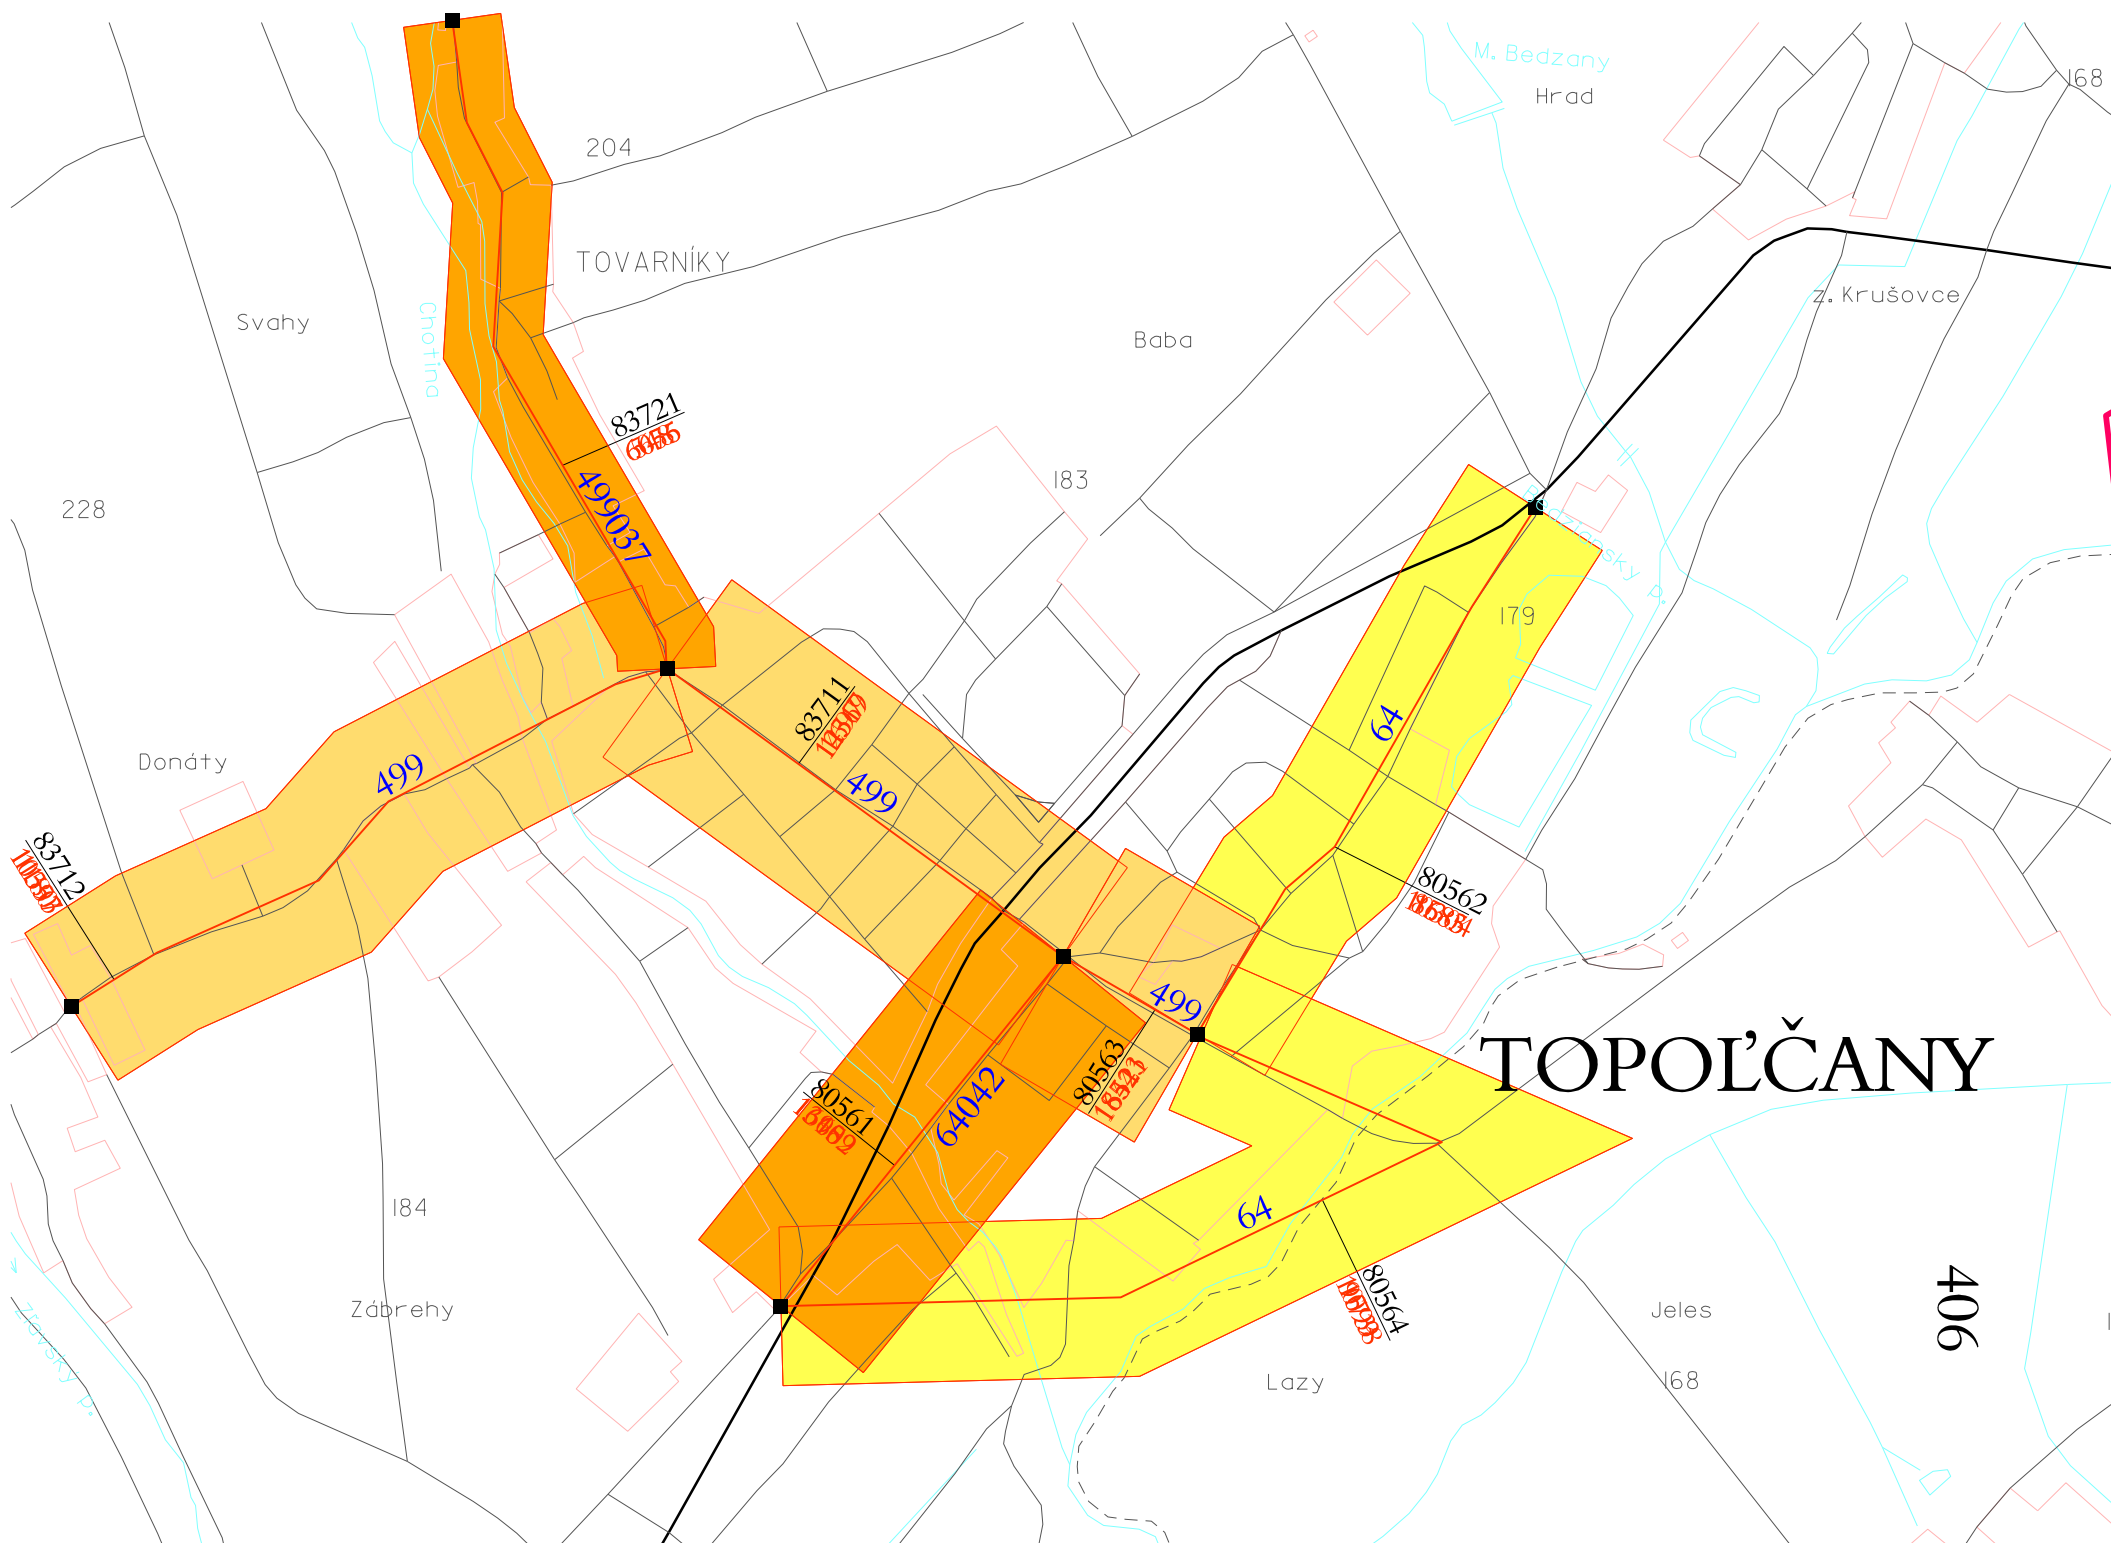 M. Bedzany
Hrad
168
204
TOVARNÍKY
z. Krušovce
Svahy
Chotina
Baba
83721
499037
183
228
Bedziansky p.
179
64
83711
499
Donáty
499
83712
80562
499
TOPOĽČANY
80563
80561
64042
184
64
80564
406
Zábrehy
Jeles
Lazy
168